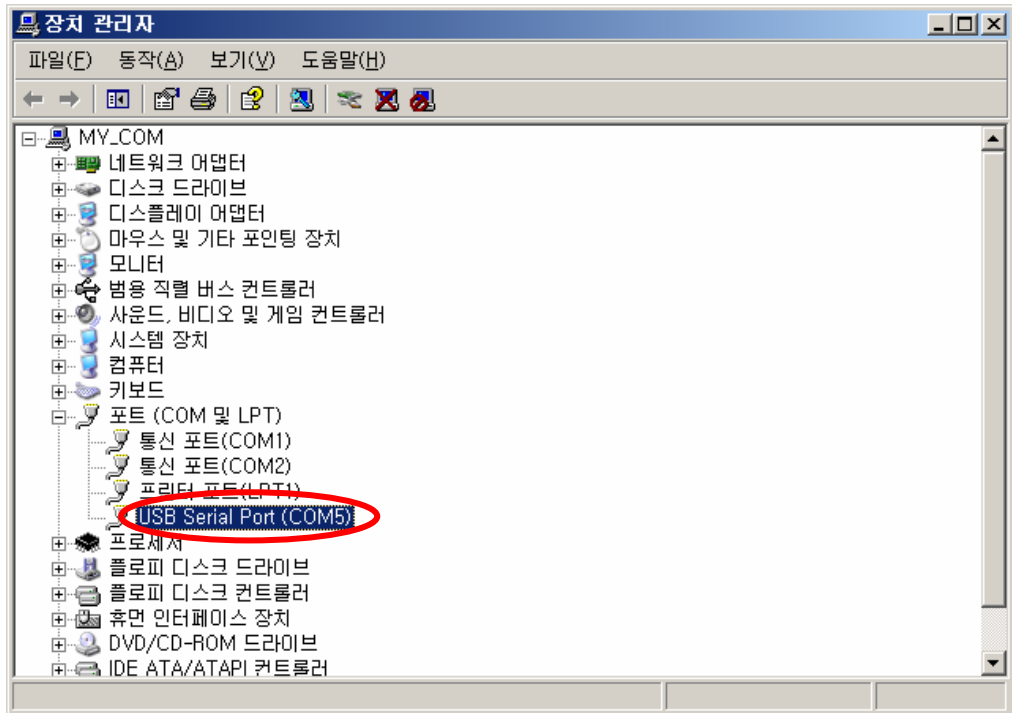 장치 관리자
파일(F) 동작(A) 보기(V) 도움말(H)
MY_COM
네트워크 어댑터
디스크 드라이브
디스플레이 어댑터
마우스 및 기타 포인팅 장치
모니터
범용 직렬 버스 컨트롤러
사운드, 비디오 및 게임 컨트롤러
시스템 장치
컴퓨터
키보드
포트 (COM 및 LPT)
통신 포트(COM1)
통신 포트(COM2)
프린터 포트(LPT1)
USB Serial Port (COM5)
프로세서
플로피 디스크 드라이브
플로피 디스크 컨트롤러
휴먼 인터페이스 장치
DVD/CD-ROM 드라이브
IDE ATA/ATAPI 컨트롤러